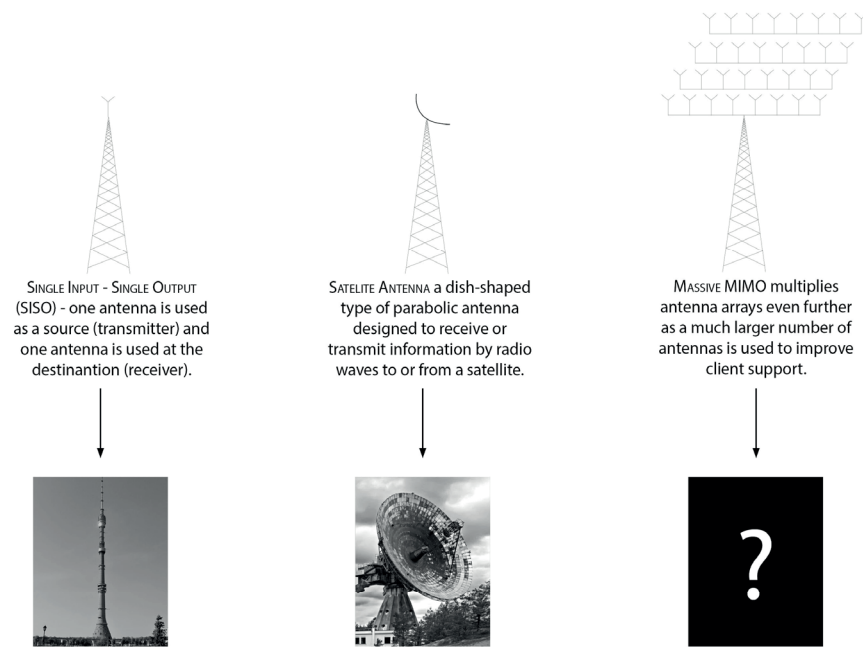 Single Input - Single Output
(SISO) - one antenna is used
as a source (transmitter) and
one antenna is used at the
destinantion (receiver).
Satelite Antenna a dish-shaped
type of parabolic antenna
designed to receive or
transmit information by radio
waves to or from a satellite.
Massive MIMO multiplies
antenna arrays even further
as a much larger number of
antennas is used to improve
client support.
?